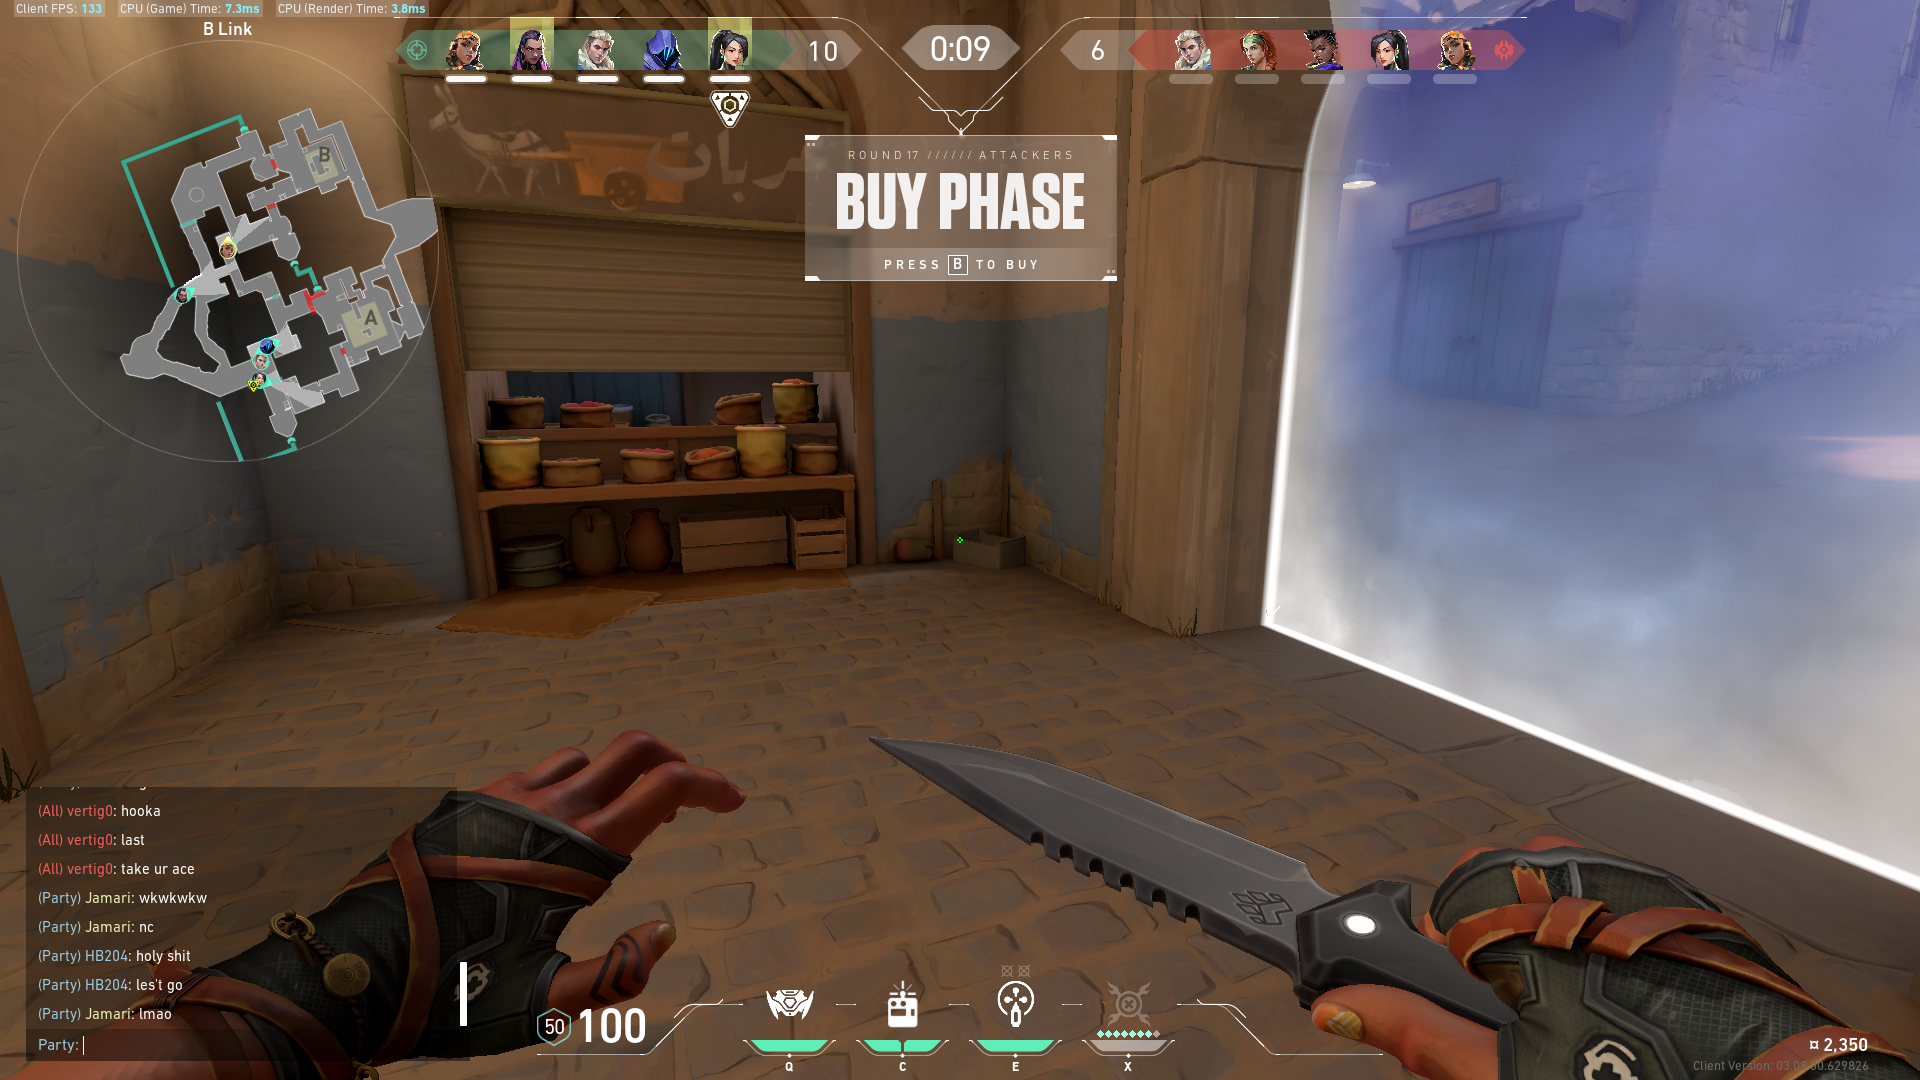 Client FPS: 133 CPU (Game) Time: 7.3ms CPU (Render) Time: 3.8ms
B Link
10 0:09 6
B
A
ROUND 17 ////// ATTACKERS
BUY PHASE
PRESS B TO BUY
(All) vertig0: hooka
(All) vertig0: last
(All) vertig0: take ur ace
(Party) Jamari: wkwkwkw
(Party) Jamari: nc
(Party) HB204: holy shit
(Party) HB204: les't go
(Party) Jamari: lmao
Party:
50 100
Q C E X
¤ 2,350
Client Version: